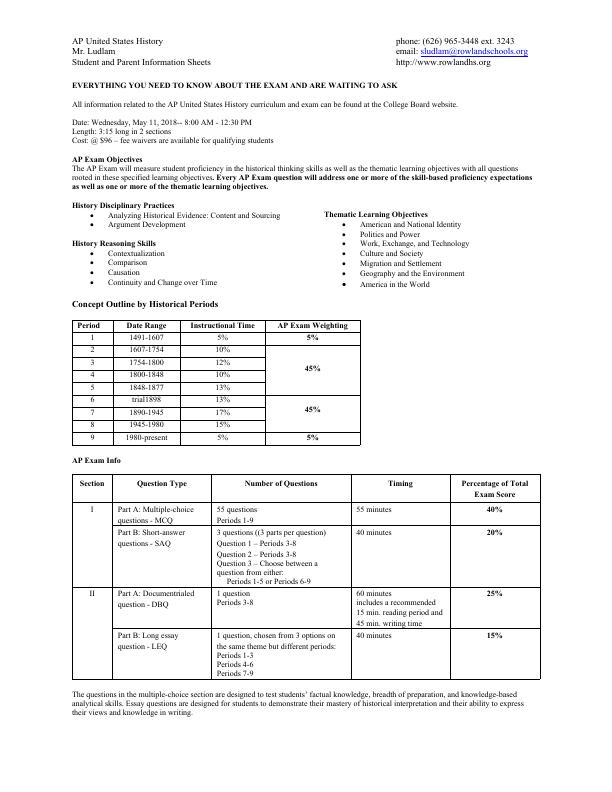 AP United States History phone: (626) 965-3448 ext. 3243
Mr. Ludlam email: sludlam@rowlandschools.org
Student and Parent Information Sheets http://www.rowlandhs.org
EVERYTHING YOU NEED TO KNOW ABOUT THE EXAM AND ARE WAITING TO ASK
All information related to the AP United States History curriculum and exam can be found at the College Board website.
Date: Wednesday, May 11, 2018-- 8:00 AM - 12:30 PM
Length: 3:15 long in 2 sections
Cost: @ $96 – fee waivers are available for qualifying students
AP Exam Objectives
The AP Exam will measure student proficiency in the historical thinking skills as well as the thematic learning objectives with all questions
rooted in these specified learning objectives. Every AP Exam question will address one or more of the skill-based proficiency expectations
as well as one or more of the thematic learning objectives.
History Disciplinary Practices
• Analyzing Historical Evidence: Content and Sourcing
• Argument Development
History Reasoning Skills
• Contextualization
• Comparison
• Causation
• Continuity and Change over Time
Thematic Learning Objectives
• American and National Identity
• Politics and Power
• Work, Exchange, and Technology
• Culture and Society
• Migration and Settlement
• Geography and the Environment
• America in the World
Concept Outline by Historical Periods
Period Date Range Instructional Time AP Exam Weighting
1 1491-1607 5% 5%
2 1607-1754 10%
3 1754-1800 12%
45%
4 1800-1848 10%
5 1848-1877 13%
6 trial1898 13%
45%
7 1890-1945 17%
8 1945-1980 15%
9 1980-present 5% 5%
AP Exam Info
Section Question Type Number of Questions Timing Percentage of Total
Exam Score
I Part A: Multiple-choice 55 questions 55 minutes 40%
questions - MCQ Periods 1-9
Part B: Short-answer 3 questions ((3 parts per question) 40 minutes 20%
questions - SAQ Question 1 – Periods 3-8
Question 2 – Periods 3-8
Question 3 – Choose between a
question from either:
Periods 1-5 or Periods 6-9
II Part A: Documentrialed 1 question 60 minutes 25%
question - DBQ Periods 3-8 includes a recommended
15 min. reading period and
45 min. writing time
Part B: Long essay 1 question, chosen from 3 options on 40 minutes 15%
question - LEQ the same theme but different periods:
Periods 1-3
Periods 4-6
Periods 7-9
The questions in the multiple-choice section are designed to test students’ factual knowledge, breadth of preparation, and knowledge-based
analytical skills. Essay questions are designed for students to demonstrate their mastery of historical interpretation and their ability to express
their views and knowledge in writing.